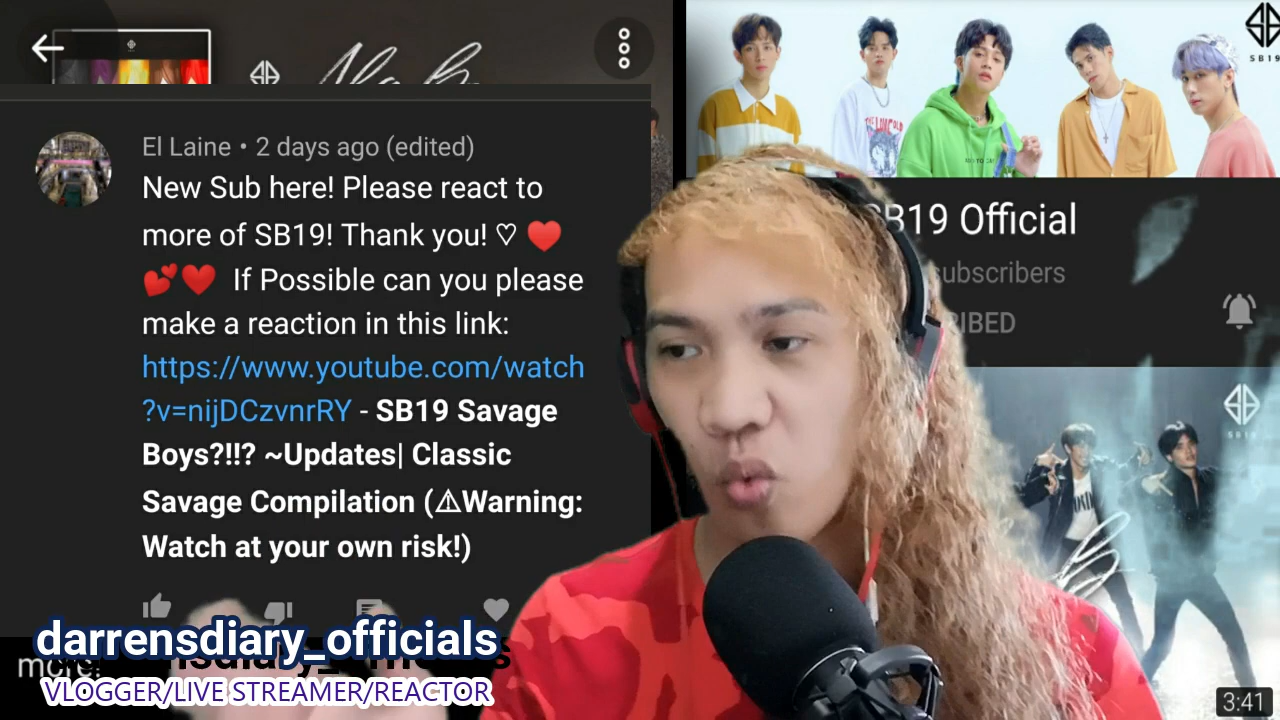 El Laine • 2 days ago (edited)
New Sub here! Please react to
more of SB19! Thank you! ♡ ❤️
💕❤️ If Possible can you please
make a reaction in this link:
https://www.youtube.com/watch
?v=nijDCzvnrRY - SB19 Savage
Boys?!!? ~Updates| Classic
Savage Compilation (⚠Warning:
Watch at your own risk!)
darrensdiary_officials
VLOGGER/LIVE STREAMER/REACTOR
SB19
SB19 Official
subscribers
SB19
3:41